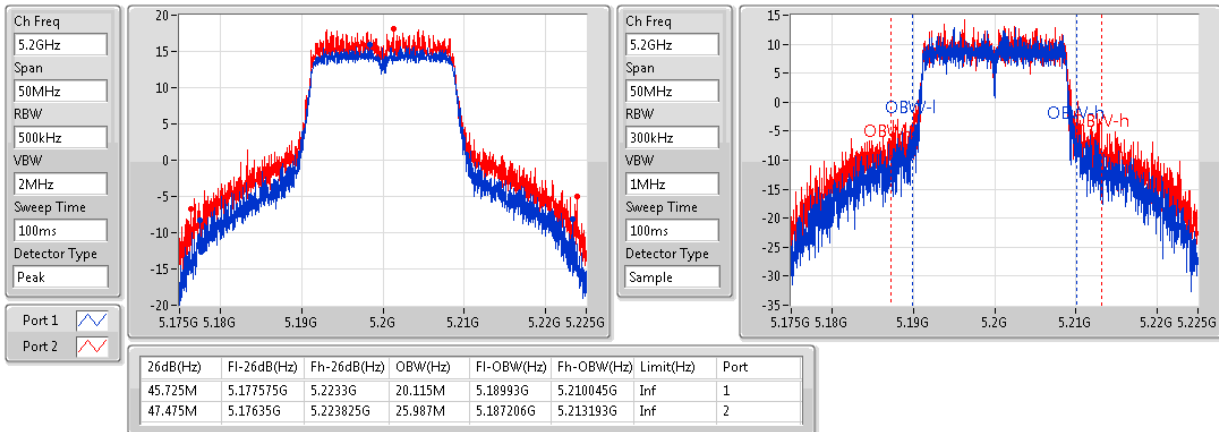 Ch Freq
5.2GHz
Span
50MHz
RBW
500kHz
VBW
2MHz
Sweep Time
100ms
Detector Type
Peak
Port 1
Port 2
15
10
5
0
-5
-10
-15
-20
5.175G 5.18G 5.19G 5.2G 5.21G 5.22G 5.225G
Ch Freq
5.2GHz
Span
50MHz
RBW
300kHz
VBW
1MHz
Sweep Time
100ms
Detector Type
Sample
15
10
5
0
-5
-10
-15
-20
-25
-30
-35
OBW-l
OBW-h
5.175G 5.18G 5.19G 5.2G 5.21G 5.22G 5.225G
26dB(Hz) Fl-26dB(Hz) Fh-26dB(Hz) OBW(Hz) Fl-OBW(Hz) Fh-OBW(Hz) Limit(Hz) Port
45.725M 5.177575G 5.2233G 20.115M 5.18993G 5.210045G Inf 1
47.475M 5.17635G 5.223825G 25.987M 5.187206G 5.213193G Inf 2